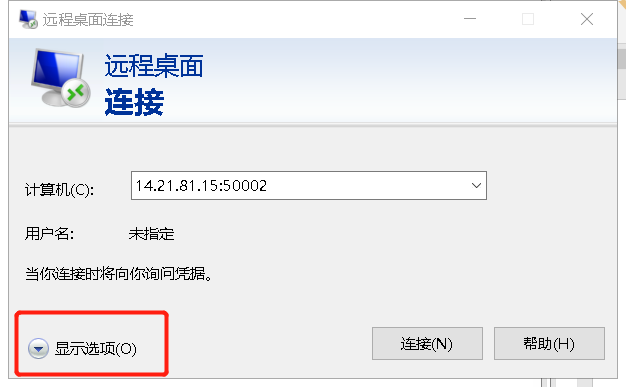 远程桌面连接
远程桌面
连接
计算机(C): 14.21.81.15:50002
用户名: 未指定
当你连接时将向你询问凭据。
显示选项(O) 连接(N) 帮助(H)